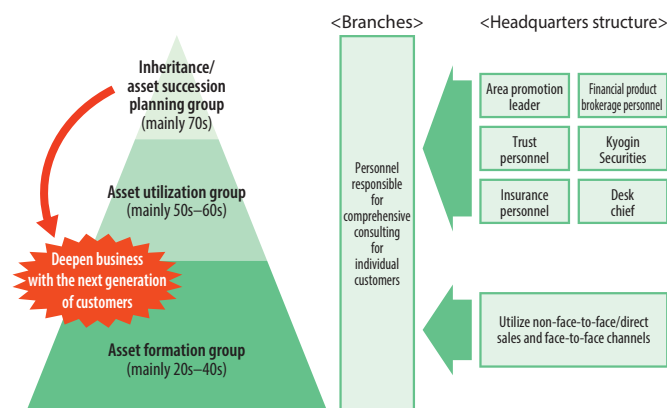 <Branches>
<Headquarters structure>
Inheritance/
asset succession
planning group
(mainly 70s)
Asset utilization group
(mainly 50s–60s)
Deepen business
with the next generation
of customers
Asset formation group
(mainly 20s–40s)
Personnel
responsible
for
comprehensive
consulting
for
individual
customers
Area promotion
leader
Financial product
brokerage personnel
Trust
personnel
Kyogin
Securities
Insurance
personnel
Desk
chief
Utilize non-face-to-face/direct
sales and face-to-face channels